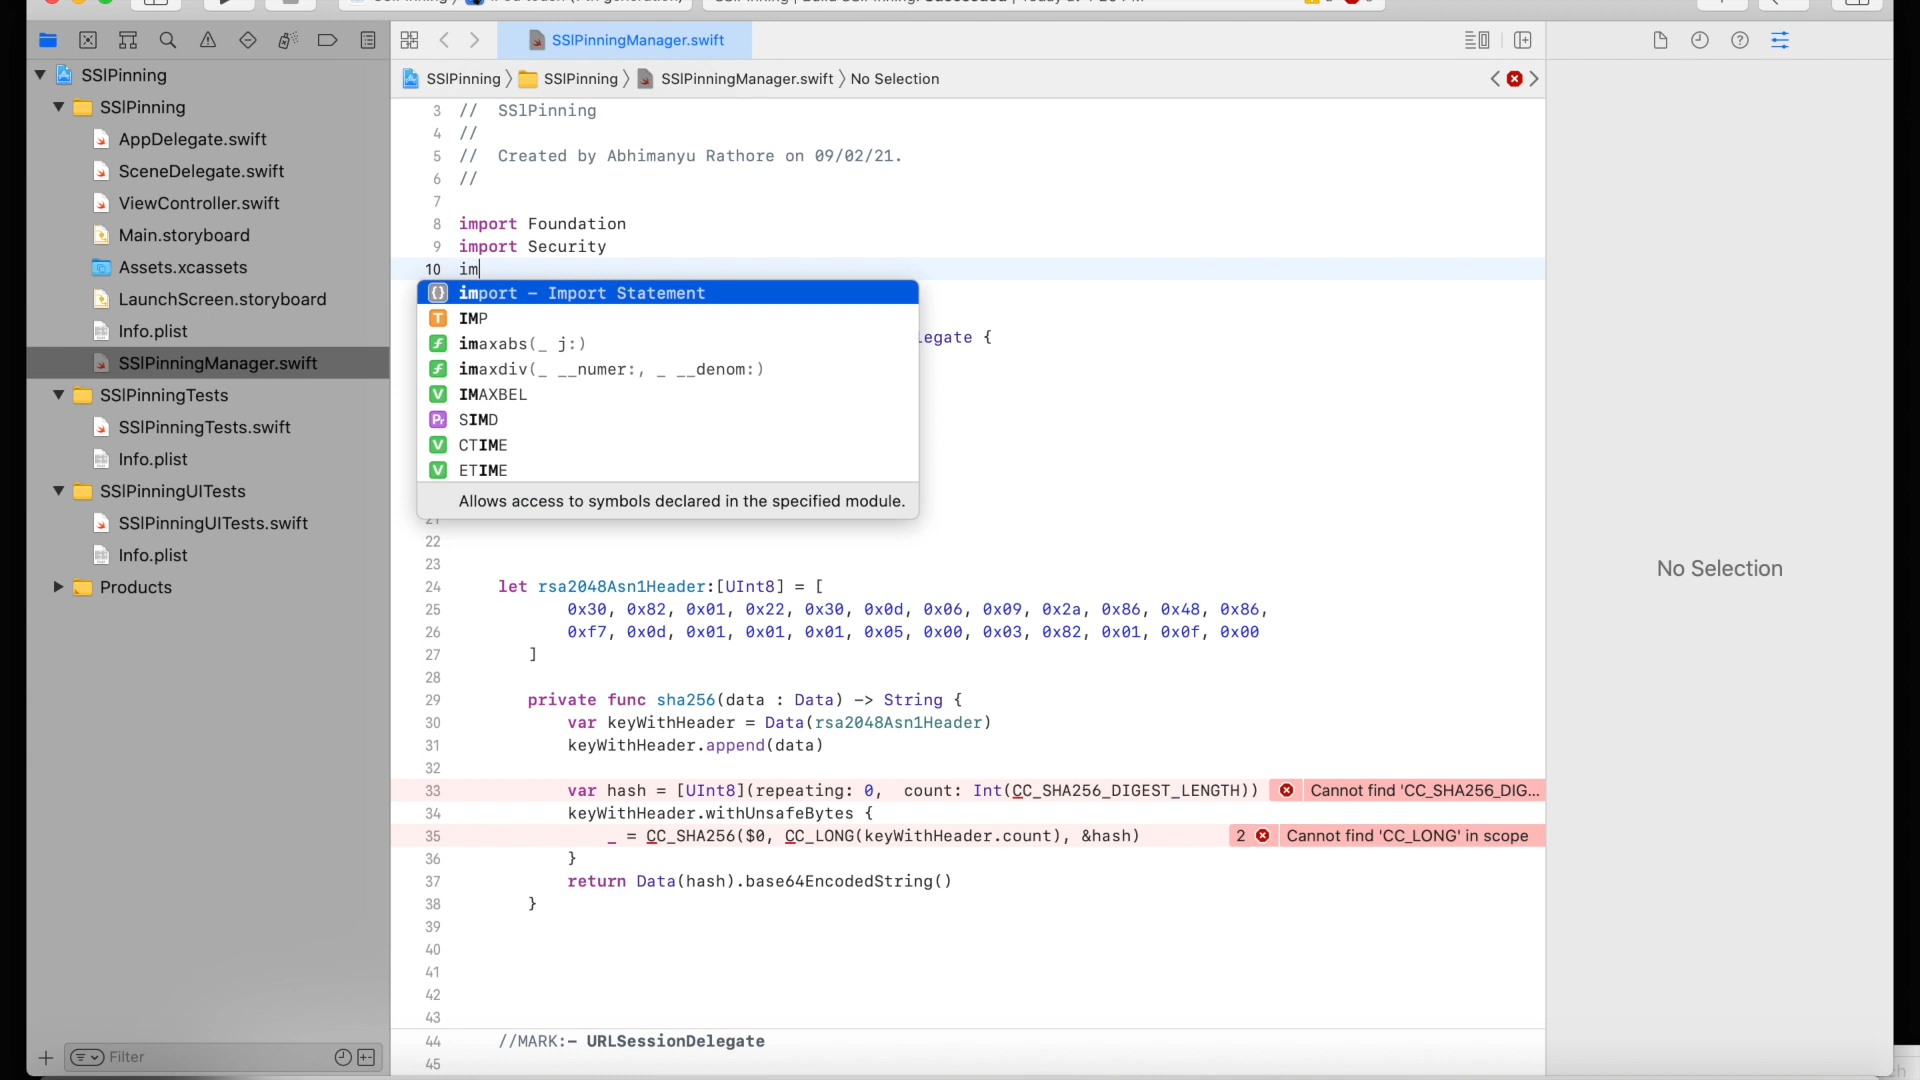 SSlPinningManager.swift
SSlPinning
SSlPinning
SSlPinning
SSlPinningManager.swift
No Selection
SSlPinning
AppDelegate.swift
SceneDelegate.swift
ViewController.swift
Main.storyboard
Assets.xcassets
LaunchScreen.storyboard
Info.plist
SSlPinningManager.swift
SSlPinningTests
SSlPinningTests.swift
Info.plist
SSlPinningUITests
SSlPinningUITests.swift
Info.plist
Products
Filter
3 // SSlPinning
4 //
5 // Created by Abhimanyu Rathore on 09/02/21.
6 //
7
8 import Foundation
9 import Security
10 im
{} import – Import Statement
T IMP
f imaxabs(_ j:)
legate {
f imaxdiv(_ __numer:, _ __denom:)
V IMAXBEL
Pr SIMD
V CTIME
V ETIME
Allows access to symbols declared in the specified module.
21
22
23
24 let rsa2048Asn1Header:[UInt8] = [
25 0x30, 0x82, 0x01, 0x22, 0x30, 0x0d, 0x06, 0x09, 0x2a, 0x86, 0x48, 0x86,
26 0xf7, 0x0d, 0x01, 0x01, 0x01, 0x05, 0x00, 0x03, 0x82, 0x01, 0x0f, 0x00
27 ]
28
29 private func sha256(data : Data) -> String {
30 var keyWithHeader = Data(rsa2048Asn1Header)
31 keyWithHeader.append(data)
32
33 var hash = [UInt8](repeating: 0,  count: Int(CC_SHA256_DIGEST_LENGTH)) Cannot find 'CC_SHA256_DIG...
34 keyWithHeader.withUnsafeBytes {
35 _ = CC_SHA256($0, CC_LONG(keyWithHeader.count), &hash) 2 Cannot find 'CC_LONG' in scope
36 }
37 return Data(hash).base64EncodedString()
38 }
39
40
41
42
43
44 //MARK:- URLSessionDelegate
45
No Selection